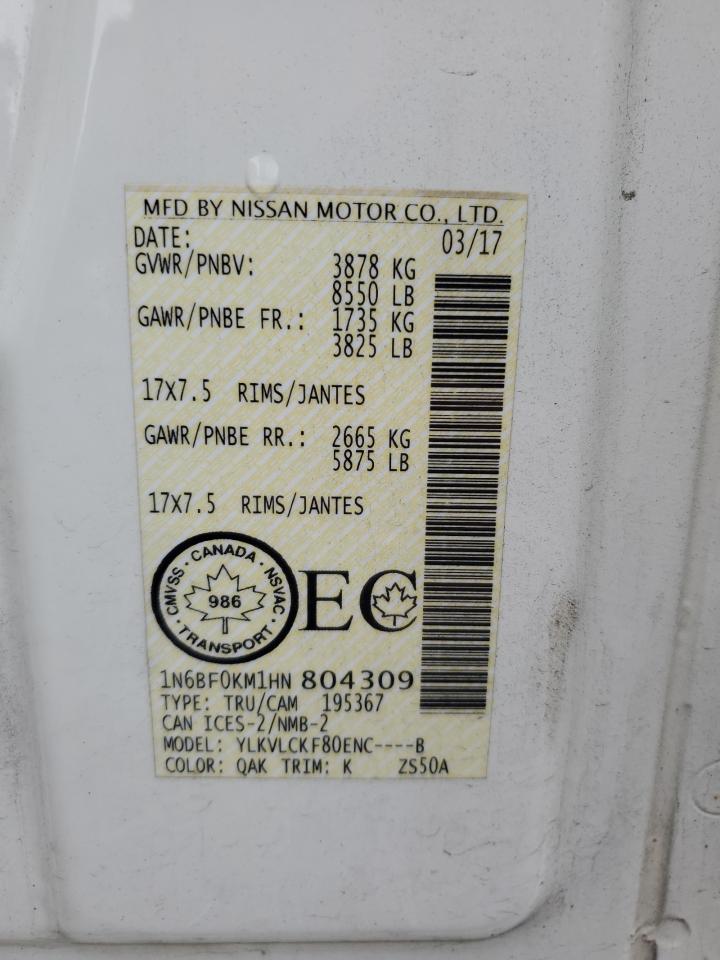 MFD BY NISSAN MOTOR CO., LTD.
DATE: 03/17
GVWR/PNBV: 3878 KG
8550 LB
GAWR/PNBE FR.: 1735 KG
3825 LB
17X7.5 RIMS/JANTES
GAWR/PNBE RR.: 2665 KG
5875 LB
17X7.5 RIMS/JANTES
CMVSS · CANADA · NSVAC · TRANSPORT ·
986
EC
1N6BF0KM1HN 804309
TYPE: TRU/CAM 195367
CAN ICES-2/NMB-2
MODEL: YLKVLCKF80ENC----B
COLOR: QAK TRIM: K ZS50A